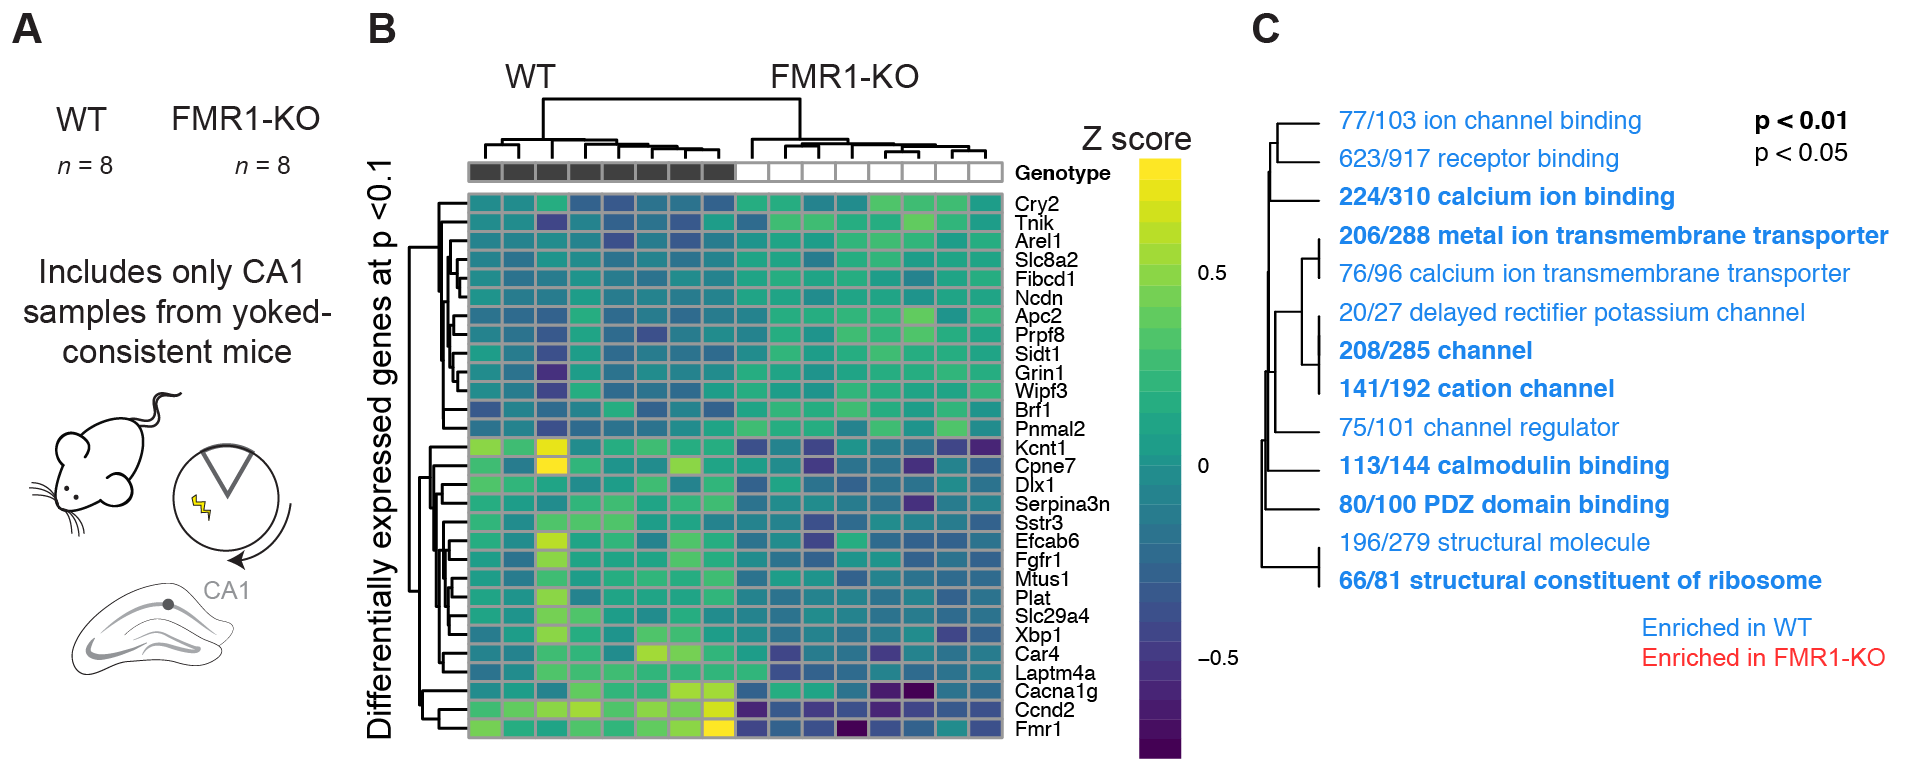 A
WT
FMR1-KO
n = 8
n = 8
Includes only CA1
samples from yoked-
consistent mice
CA1
B
WT
FMR1-KO
Differentially expressed genes at p <0.1
Genotype
Cry2
Tnik
Arel1
Slc8a2
Fibcd1
Ncdn
Apc2
Prpf8
Sidt1
Grin1
Wipf3
Brf1
Pnmal2
Kcnt1
Cpne7
Dlx1
Serpina3n
Sstr3
Efcab6
Fgfr1
Mtus1
Plat
Slc29a4
Xbp1
Car4
Laptm4a
Cacna1g
Ccnd2
Fmr1
Z score
0.5
0
−0.5
C
77/103 ion channel binding
623/917 receptor binding
224/310 calcium ion binding
206/288 metal ion transmembrane transporter
76/96 calcium ion transmembrane transporter
20/27 delayed rectifier potassium channel
208/285 channel
141/192 cation channel
75/101 channel regulator
113/144 calmodulin binding
80/100 PDZ domain binding
196/279 structural molecule
66/81 structural constituent of ribosome
p < 0.01
p < 0.05
Enriched in WT
Enriched in FMR1-KO